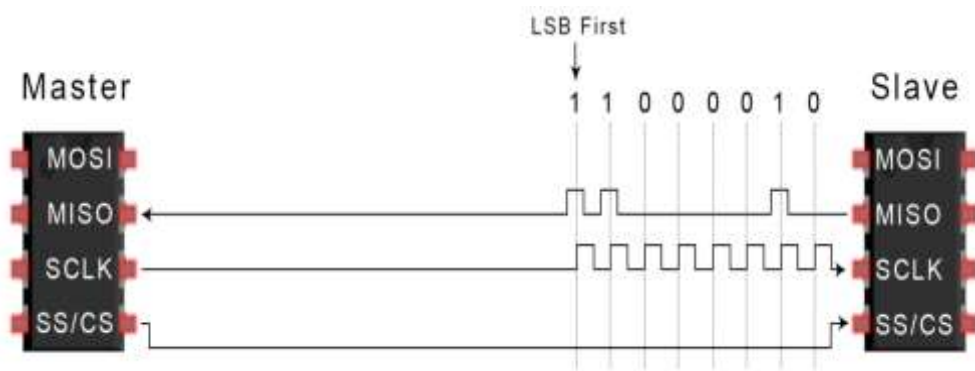 LSB First
Master
Slave
1 1 0 0 0 0 1 0
MOSI
MISO
SCLK
SS/CS
MOSI
MISO
SCLK
SS/CS